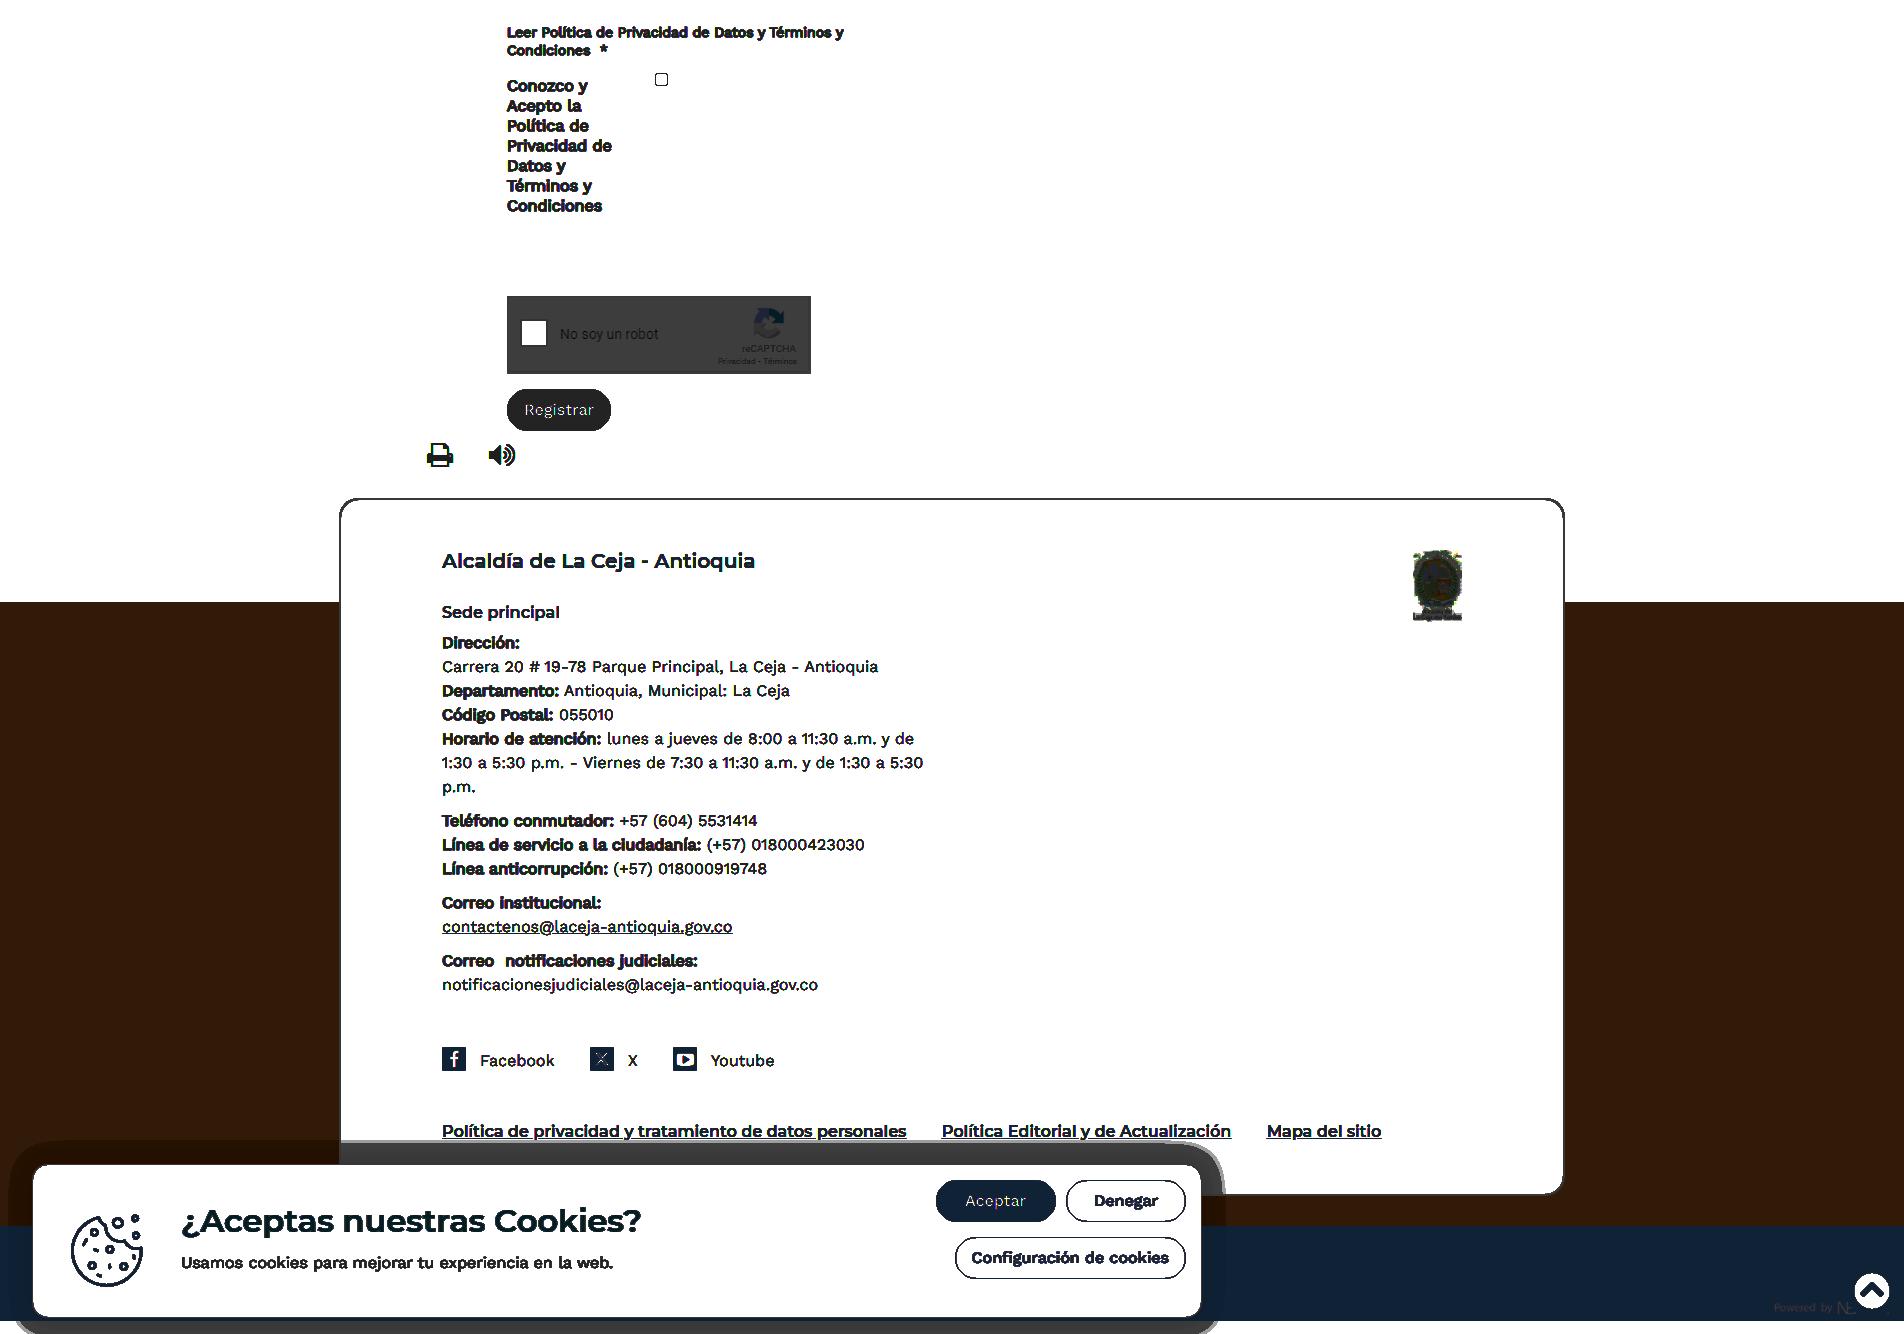 Leer Política de Privacidad de Datos y Términos y
Condiciones *
Conozco y
Acepto la
Política de
Privacidad de
Datos y
Términos y
Condiciones
No soy un robot
reCAPTCHA
Privacidad - Términos
Registrar
Alcaldía de La Ceja - Antioquia
Sede principal
Dirección:
Carrera 20 # 19-78 Parque Principal, La Ceja - Antioquia
Departamento: Antioquia, Municipal: La Ceja
Código Postal: 055010
Horario de atención: lunes a jueves de 8:00 a 11:30 a.m. y de
1:30 a 5:30 p.m. - Viernes de 7:30 a 11:30 a.m. y de 1:30 a 5:30
p.m.
Teléfono conmutador: +57 (604) 5531414
Línea de servicio a la ciudadanía: (+57) 018000423030
Línea anticorrupción: (+57) 018000919748
Correo institucional:
contactenos@laceja-antioquia.gov.co
Correo notificaciones judiciales:
notificacionesjudiciales@laceja-antioquia.gov.co
Facebook X Youtube
Política de privacidad y tratamiento de datos personales Política Editorial y de Actualización Mapa del sitio
¿Aceptas nuestras Cookies?
Usamos cookies para mejorar tu experiencia en la web.
Aceptar Denegar
Configuración de cookies
Powered by